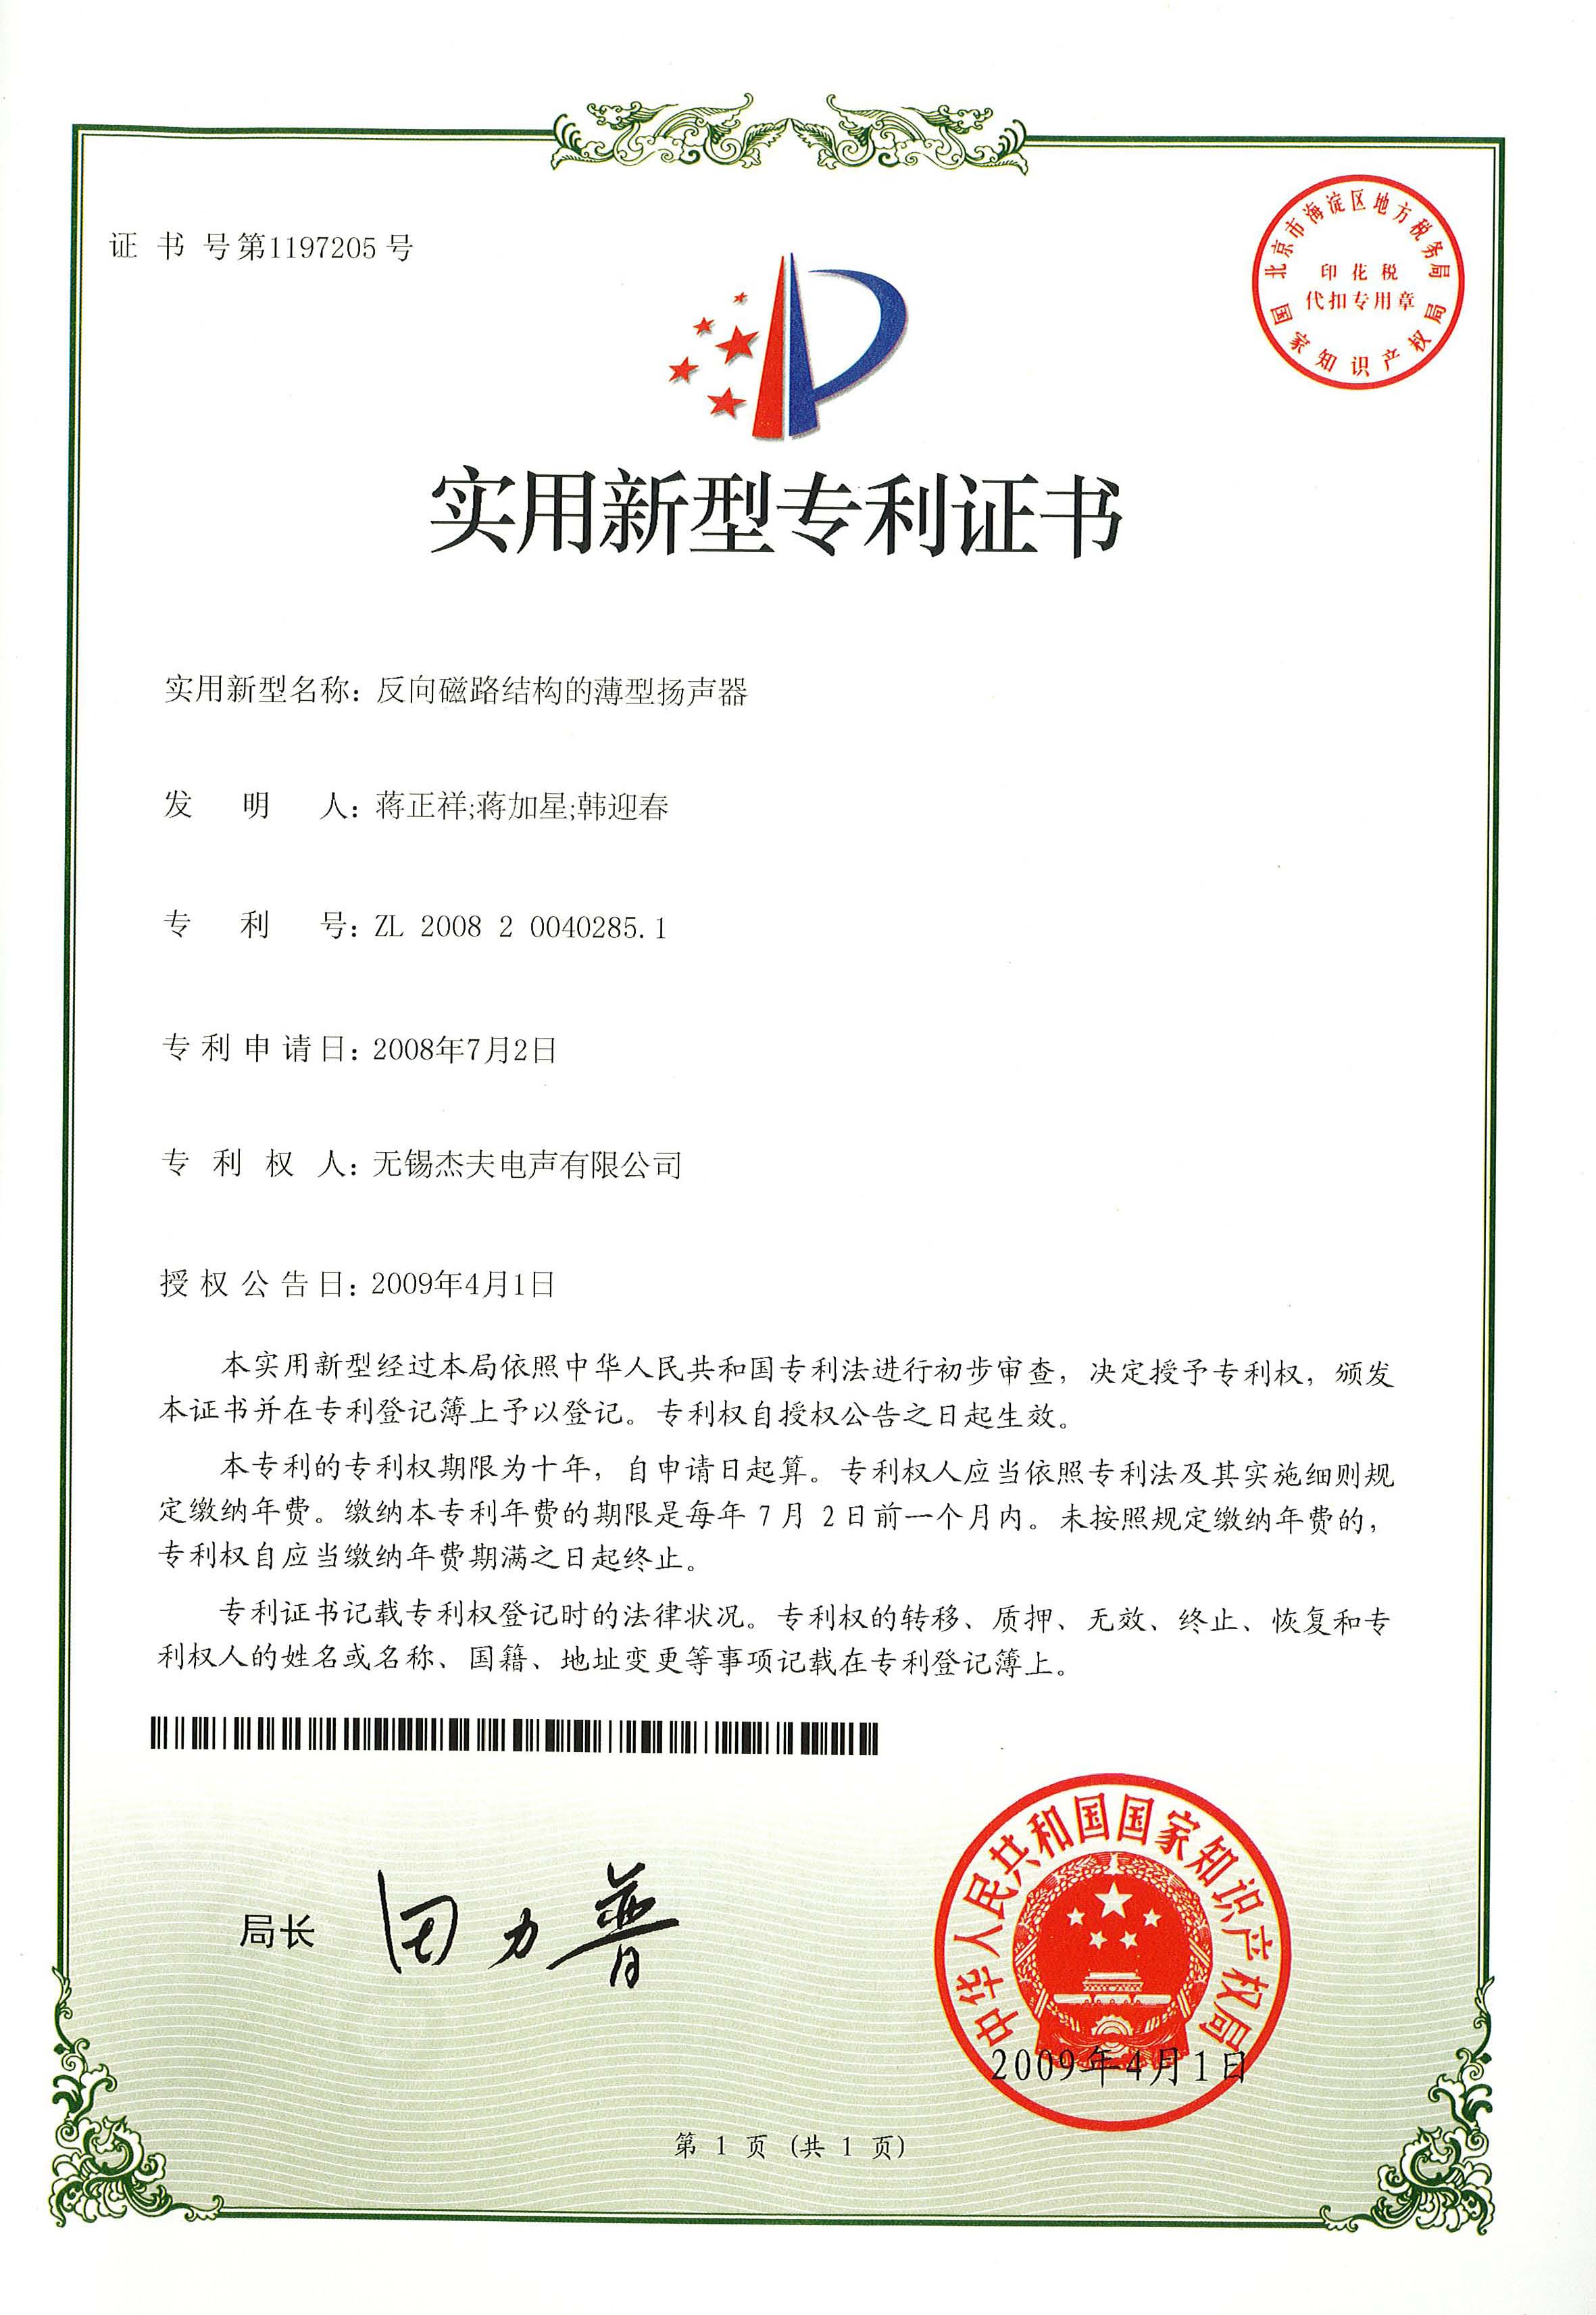 证书号第1197205号
北京市海淀区地方税务局
印花税
代扣专用章
国家知识产权局
实用新型专利证书
实用新型名称：反向磁路结构的薄型扬声器
发明人：蒋正祥;蒋加星;韩迎春
专利号：ZL 2008 2 0040285.1
专利申请日：2008年7月2日
专利权人：无锡杰夫电声有限公司
授权公告日：2009年4月1日
本实用新型经过本局依照中华人民共和国专利法进行初步审查，决定授予专利权，颁发
本证书并在专利登记簿上予以登记。专利权自授权公告之日起生效。
本专利的专利权期限为十年，自申请日起算。专利权人应当依照专利法及其实施细则规
定缴纳年费。缴纳本专利年费的期限是每年 7 月 2 日前一个月内。未按照规定缴纳年费的，
专利权自应当缴纳年费期满之日起终止。
专利证书记载专利权登记时的法律状况。专利权的转移、质押、无效、终止、恢复和专
利权人的姓名或名称、国籍、地址变更等事项记载在专利登记簿上。
局长 田力普
中华人民共和国国家知识产权局
2009年4月1日
第 1 页 (共 1 页)